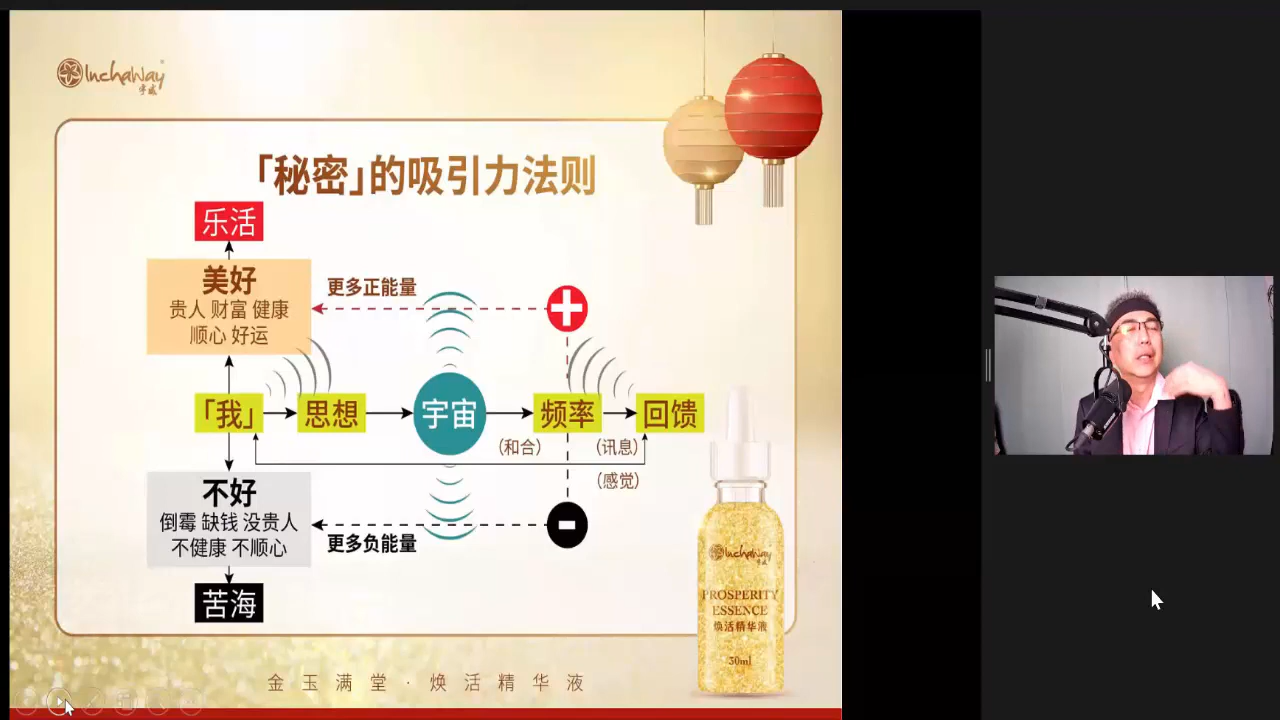 InchaWay
宇威
「秘密」的吸引力法则
乐活
美好
贵人 财富 健康
顺心 好运
更多正能量
「我」
思想
宇宙
频率
回馈
(和合)
(讯息)
(感觉)
不好
倒霉 缺钱 没贵人
不健康 不顺心
更多负能量
苦海
InchaWay
宇威
PROSPERITY
ESSENCE
焕活精华液
30ml
金玉满堂·焕活精华液